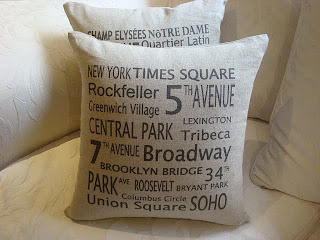 CHAMP ELYSÉES NôTRE DAME
Quartier Latin
NEW YORK TIMES SQUARE
Rockfeller 5TH AVENUE
Greenwich Village
LEXINGTON
CENTRAL PARK Tribeca
7TH AVENUE Broadway
BROOKLYN BRIDGE 34TH
PARK AVE ROOSEVELT BRYANT PARK
Columbus Circle
Union Square SOHO